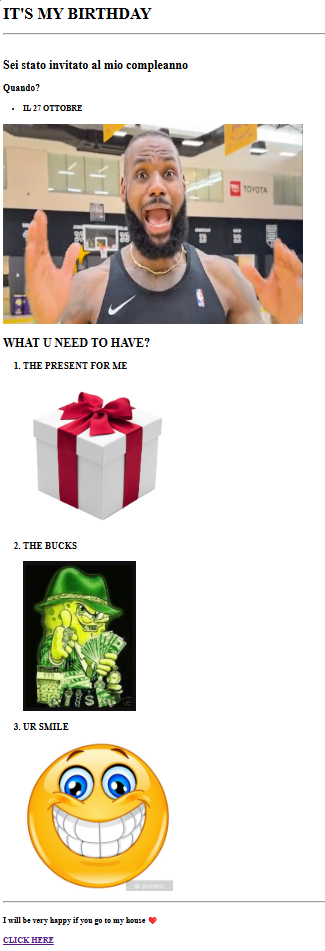 IT'S MY BIRTHDAY
Sei stato invitato al mio compleanno
Quando?
IL 27 OTTOBRE
TOYOTA
WHAT U NEED TO HAVE?
1. THE PRESENT FOR ME
2. THE BUCKS
3. UR SMILE
I will be very happy if you go to my house ❤️
CLICK HERE